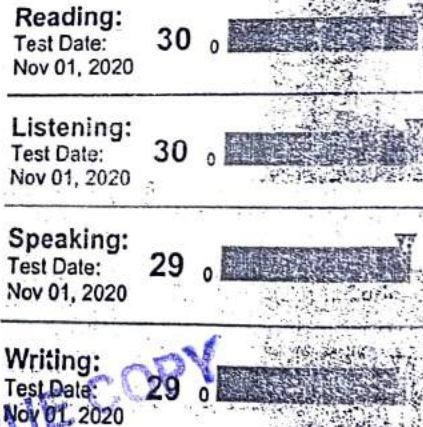 Reading:
Test Date: 30 0
Nov 01, 2020
Listening:
Test Date: 30 0
Nov 01, 2020
Speaking:
Test Date: 29 0
Nov 01, 2020
Writing:
Test Date: 29 0
Nov 01, 2020
COPY